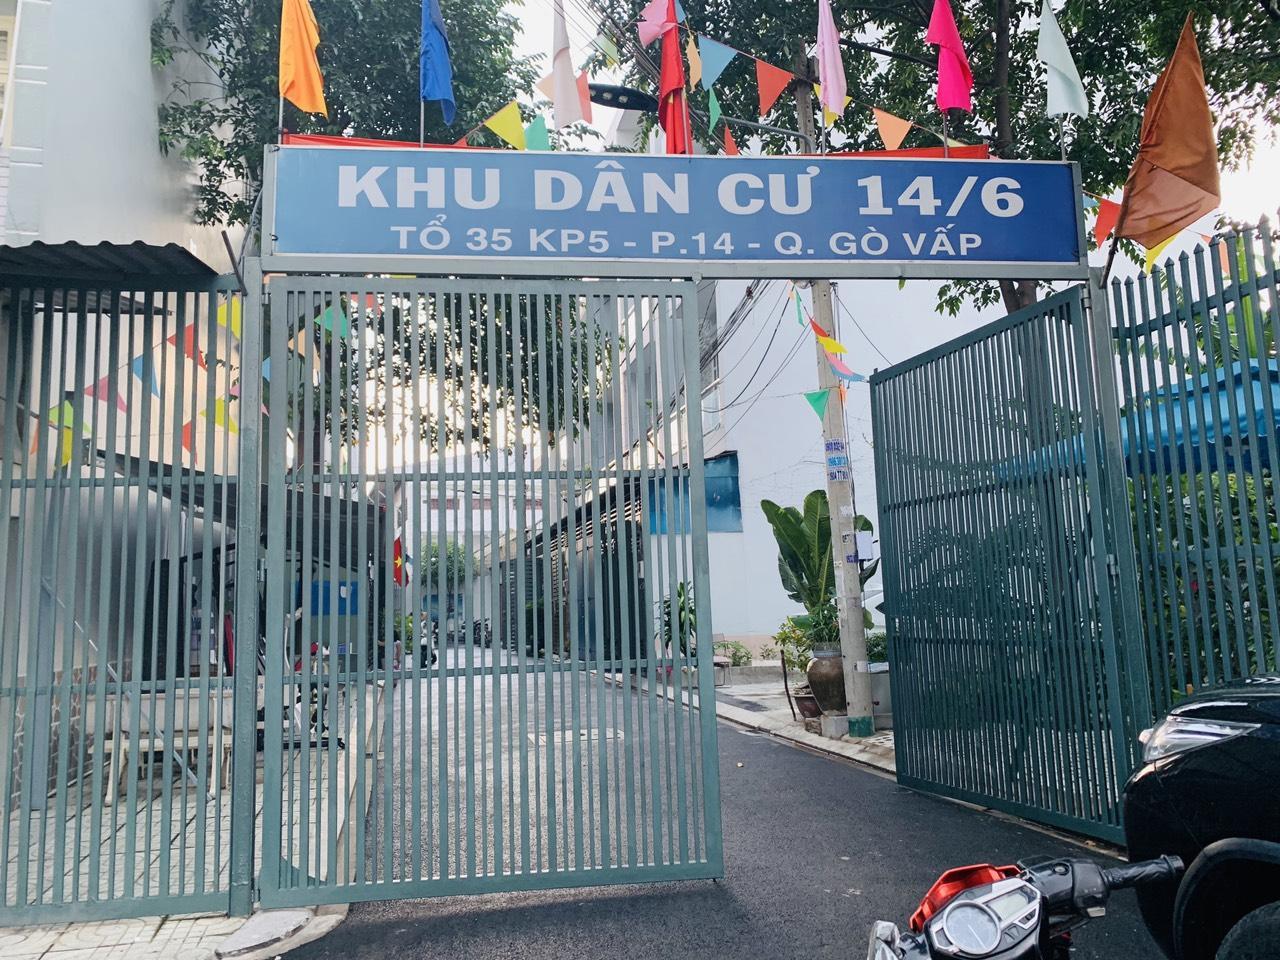 KHU DÂN CƯ 14/6
TỔ 35 KP5 - P.14 - Q. GÒ VẤP